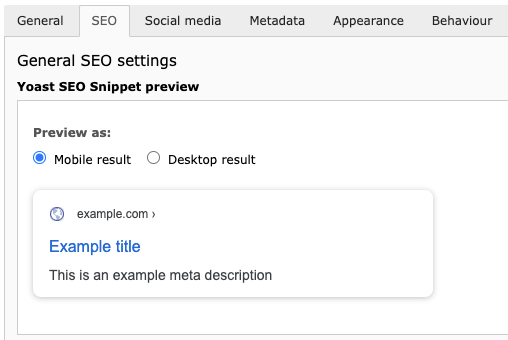 General SEO Social media Metadata Appearance Behaviour
General SEO settings
Yoast SEO Snippet preview
Preview as:
Mobile result Desktop result
example.com ›
Example title
This is an example meta description